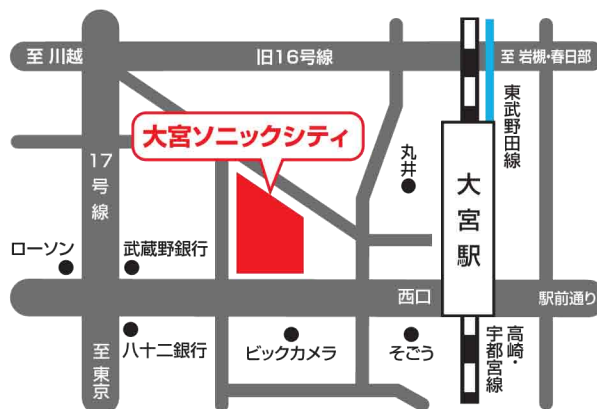 至 川越
旧16号線
至 岩槻・春日部
東武野田線
大宮ソニックシティ
17号線
丸井
大宮駅
ローソン
武蔵野銀行
西口
駅前通り
八十二銀行
ビックカメラ
そごう
高崎・
宇都宮線
至東京